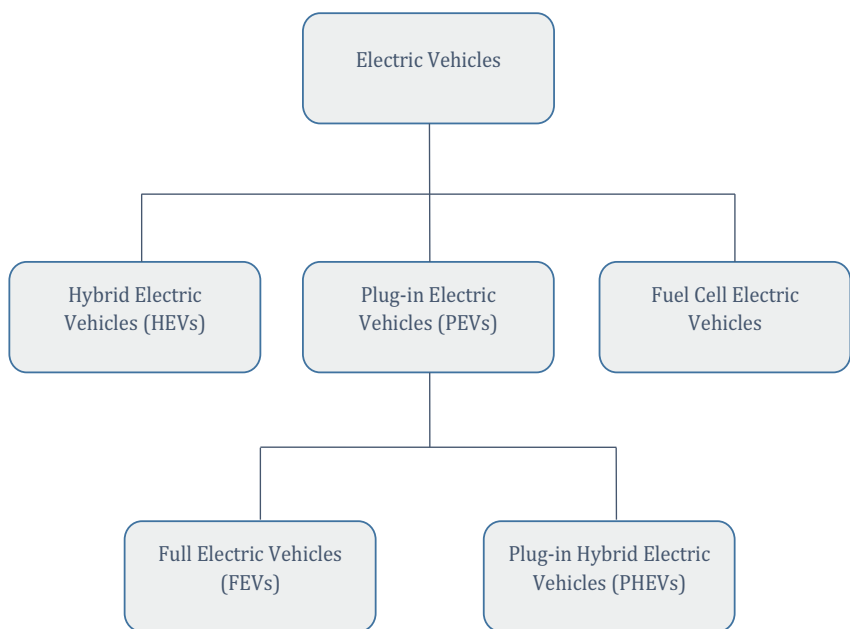 Electric Vehicles
Hybrid Electric
Vehicles (HEVs)
Plug-in Electric
Vehicles (PEVs)
Fuel Cell Electric
Vehicles
Full Electric Vehicles
(FEVs)
Plug-in Hybrid Electric
Vehicles (PHEVs)